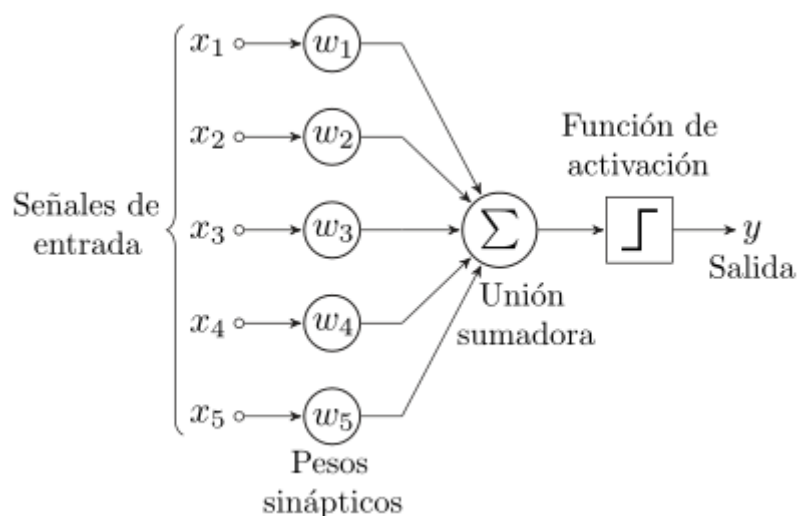 x₁ w₁
x₂ w₂
Función de
activación
Señales de
entrada
x₃ w₃ Σ y
Salida
Unión
sumadora
x₄ w₄
x₅ w₅
Pesos
sinápticos